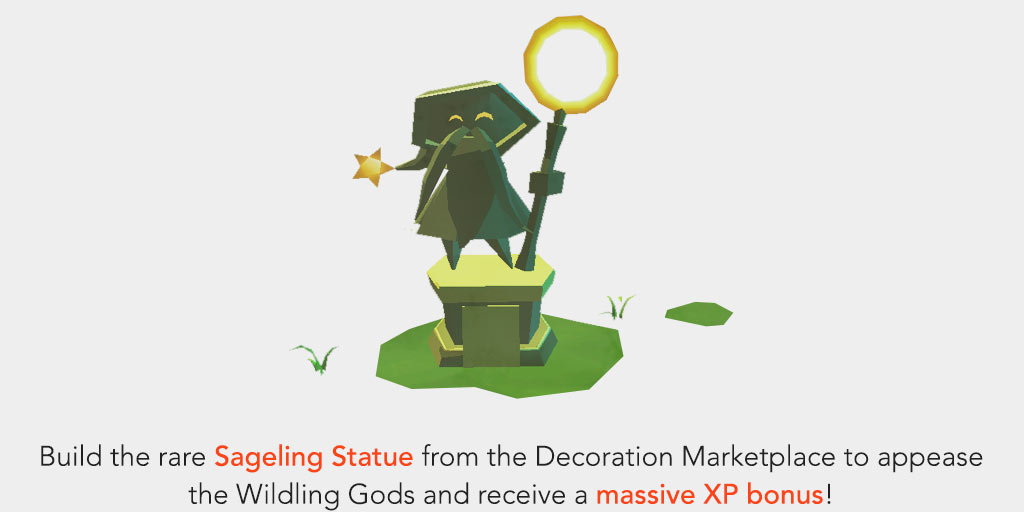 Build the rare Sageling Statue from the Decoration Marketplace to appease
the Wildling Gods and receive a massive XP bonus!